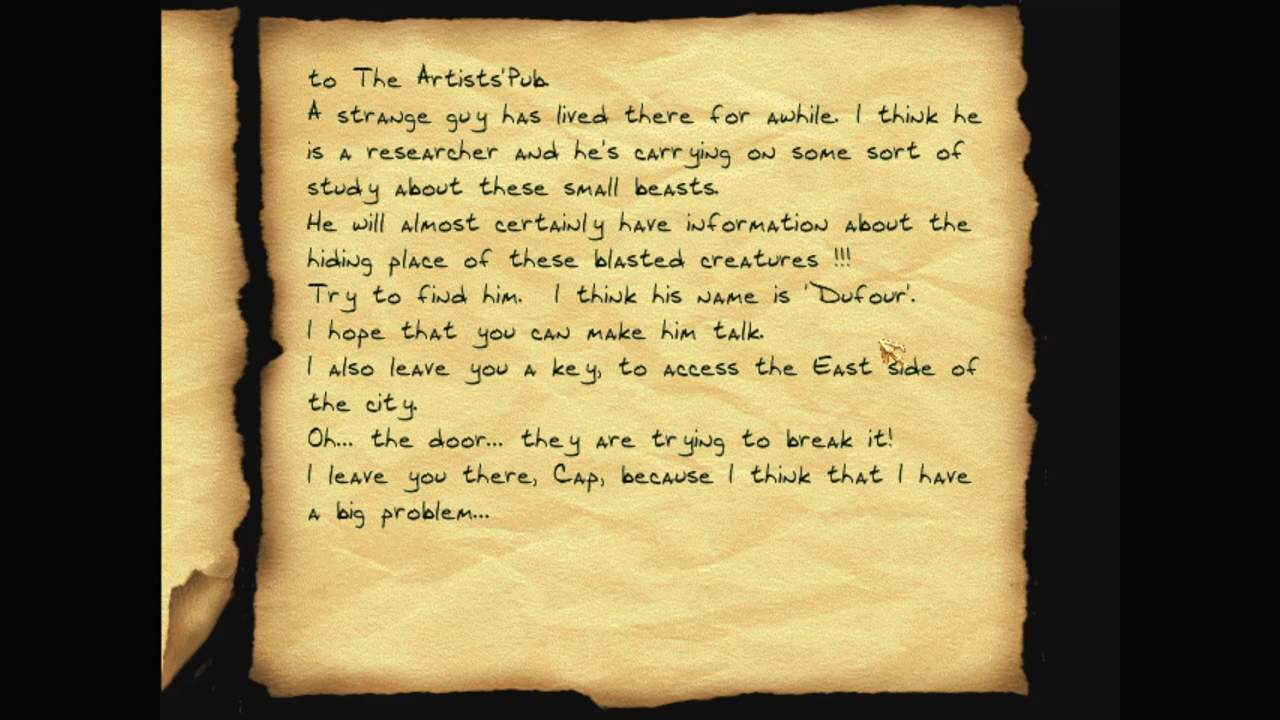 to The Artists'Pub.
A strange guy has lived there for awhile. I think he
is a researcher and he's carrying on some sort of
study about these small beasts.
He will almost certainly have information about the
hiding place of these blasted creatures !!!
Try to find him. I think his name is 'Dufour'.
I hope that you can make him talk.
I also leave you a key, to access the East side of
the city.
Oh... the door... they are trying to break it!
I leave you there, Cap, because I think that I have
a big problem...